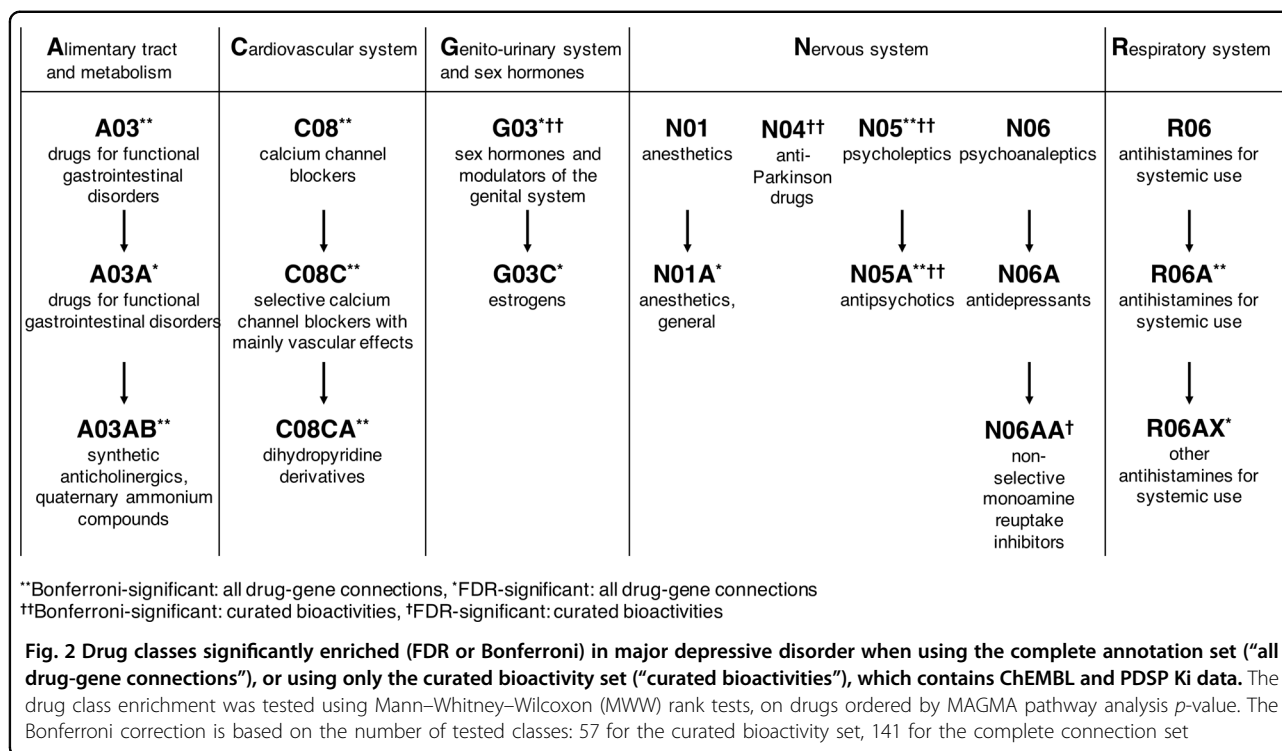 Alimentary tract
and metabolism
Cardiovascular system
Genito-urinary system
and sex hormones
Nervous system
Respiratory system
A03**
drugs for functional
gastrointestinal
disorders
A03A*
drugs for functional
gastrointestinal disorders
A03AB**
synthetic
anticholinergics,
quaternary ammonium
compounds
C08**
calcium channel
blockers
C08C**
selective calcium
channel blockers with
mainly vascular effects
C08CA**
dihydropyridine
derivatives
G03*††
sex hormones and
modulators of the
genital system
G03C*
estrogens
N01
anesthetics
N01A*
anesthetics,
general
N04††
anti-
Parkinson
drugs
N05**††
psycholeptics
N05A**††
antipsychotics
N06
psychoanaleptics
N06A
antidepressants
N06AA†
non-
selective
monoamine
reuptake
inhibitors
R06
antihistamines for
systemic use
R06A**
antihistamines for
systemic use
R06AX*
other
antihistamines for
systemic use
**Bonferroni-significant: all drug-gene connections, *FDR-significant: all drug-gene connections
††Bonferroni-significant: curated bioactivities, †FDR-significant: curated bioactivities
Fig. 2 Drug classes significantly enriched (FDR or Bonferroni) in major depressive disorder when using the complete annotation set (“all
drug-gene connections”), or using only the curated bioactivity set (“curated bioactivities”), which contains ChEMBL and PDSP Ki data. The
drug class enrichment was tested using Mann–Whitney–Wilcoxon (MWW) rank tests, on drugs ordered by MAGMA pathway analysis p-value. The
Bonferroni correction is based on the number of tested classes: 57 for the curated bioactivity set, 141 for the complete connection set